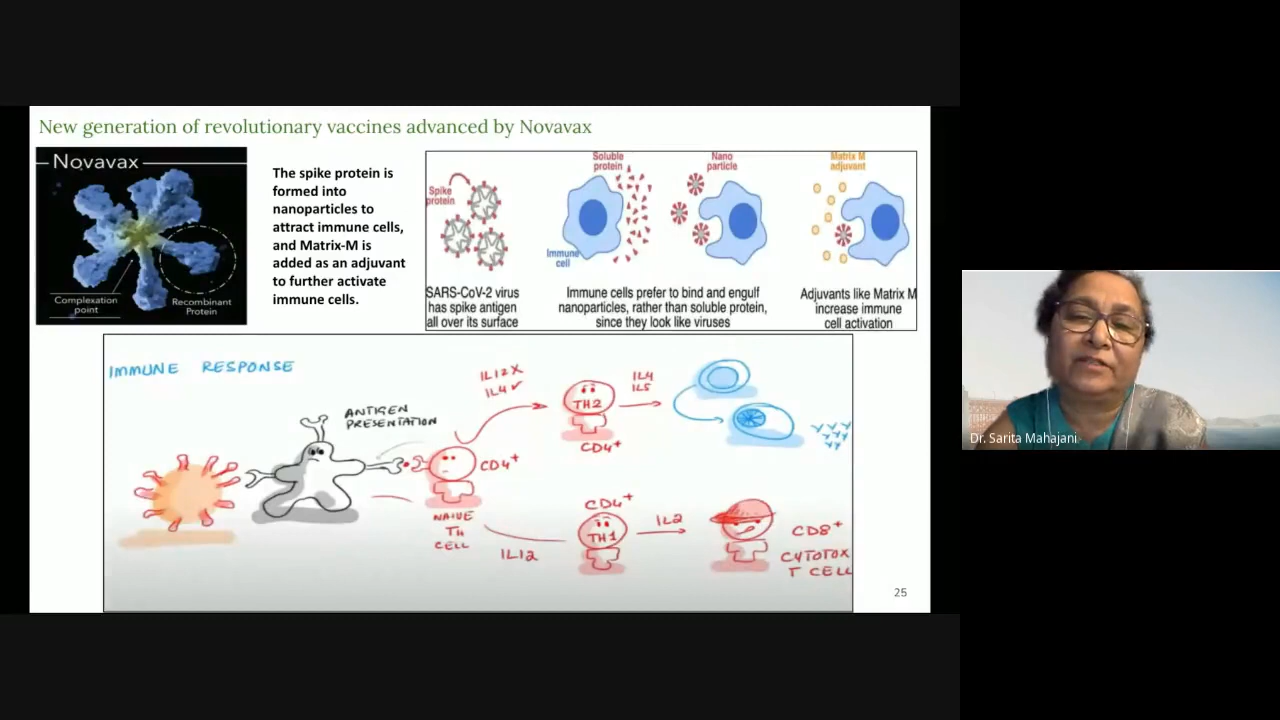 New generation of revolutionary vaccines advanced by Novavax
Novavax
Complexation
point
Recombinant
Protein
The spike protein is
formed into
nanoparticles to
attract immune cells,
and Matrix-M is
added as an adjuvant
to further activate
immune cells.
Spike
protein
SARS-CoV-2 virus
has spike antigen
all over its surface
Soluble
protein
Nano
particle
Immune
cell
Immune cells prefer to bind and engulf
nanoparticles, rather than soluble protein,
since they look like viruses
Matrix M
adjuvant
Adjuvants like Matrix M
increase immune
cell activation
IMMUNE RESPONSE
ANTIGEN
PRESENTATION
CD4+
NAIVE
TH
CELL
IL12 X
IL4 ✓
TH2
CD4+
IL4
IL5
IL12
CD4+
TH1
IL2
CD8+
CYTOTOX
T CELL
25
Dr. Sarita Mahajani